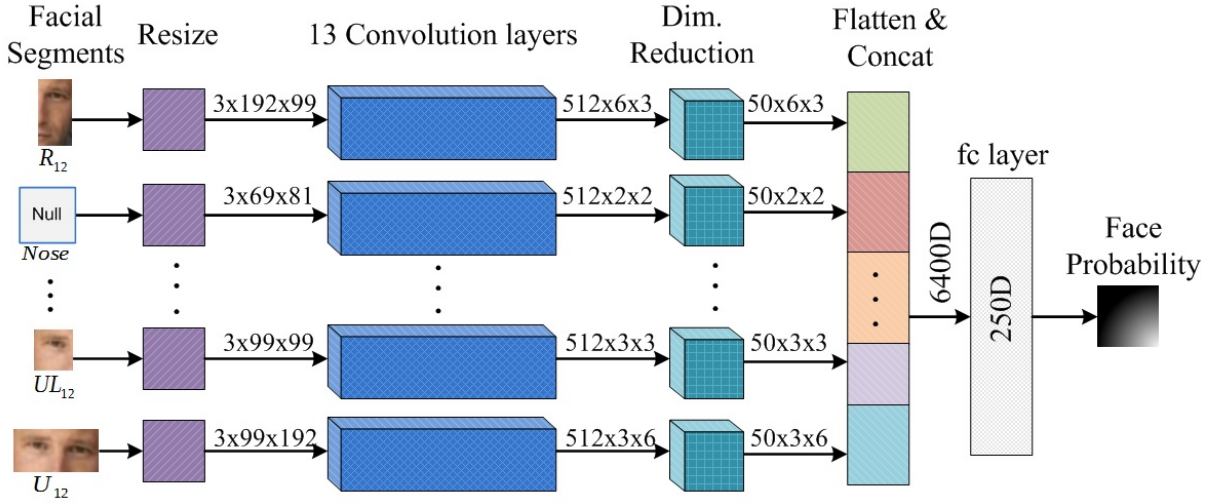 Facial
Segments
Resize
13 Convolution layers
Dim.
Reduction
Flatten &
Concat
3x192x99
512x6x3
50x6x3
R12
fc layer
Null
3x69x81
512x2x2
50x2x2
Nose
6400D
250D
Face
Probability
3x99x99
512x3x3
50x3x3
UL12
3x99x192
512x3x6
50x3x6
U12